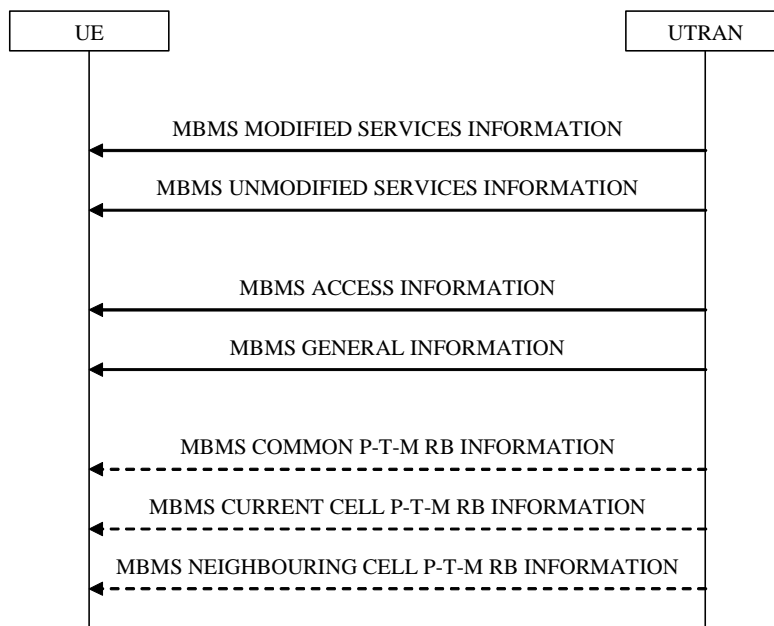 UE
UTRAN
MBMS MODIFIED SERVICES INFORMATION
MBMS UNMODIFIED SERVICES INFORMATION
MBMS ACCESS INFORMATION
MBMS GENERAL INFORMATION
MBMS COMMON P-T-M RB INFORMATION
MBMS CURRENT CELL P-T-M RB INFORMATION
MBMS NEIGHBOURING CELL P-T-M RB INFORMATION